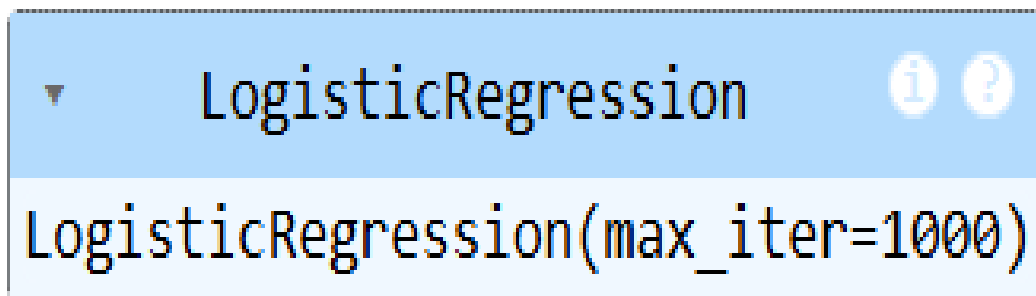 ▾ LogisticRegression i ?
LogisticRegression(max_iter=1000)